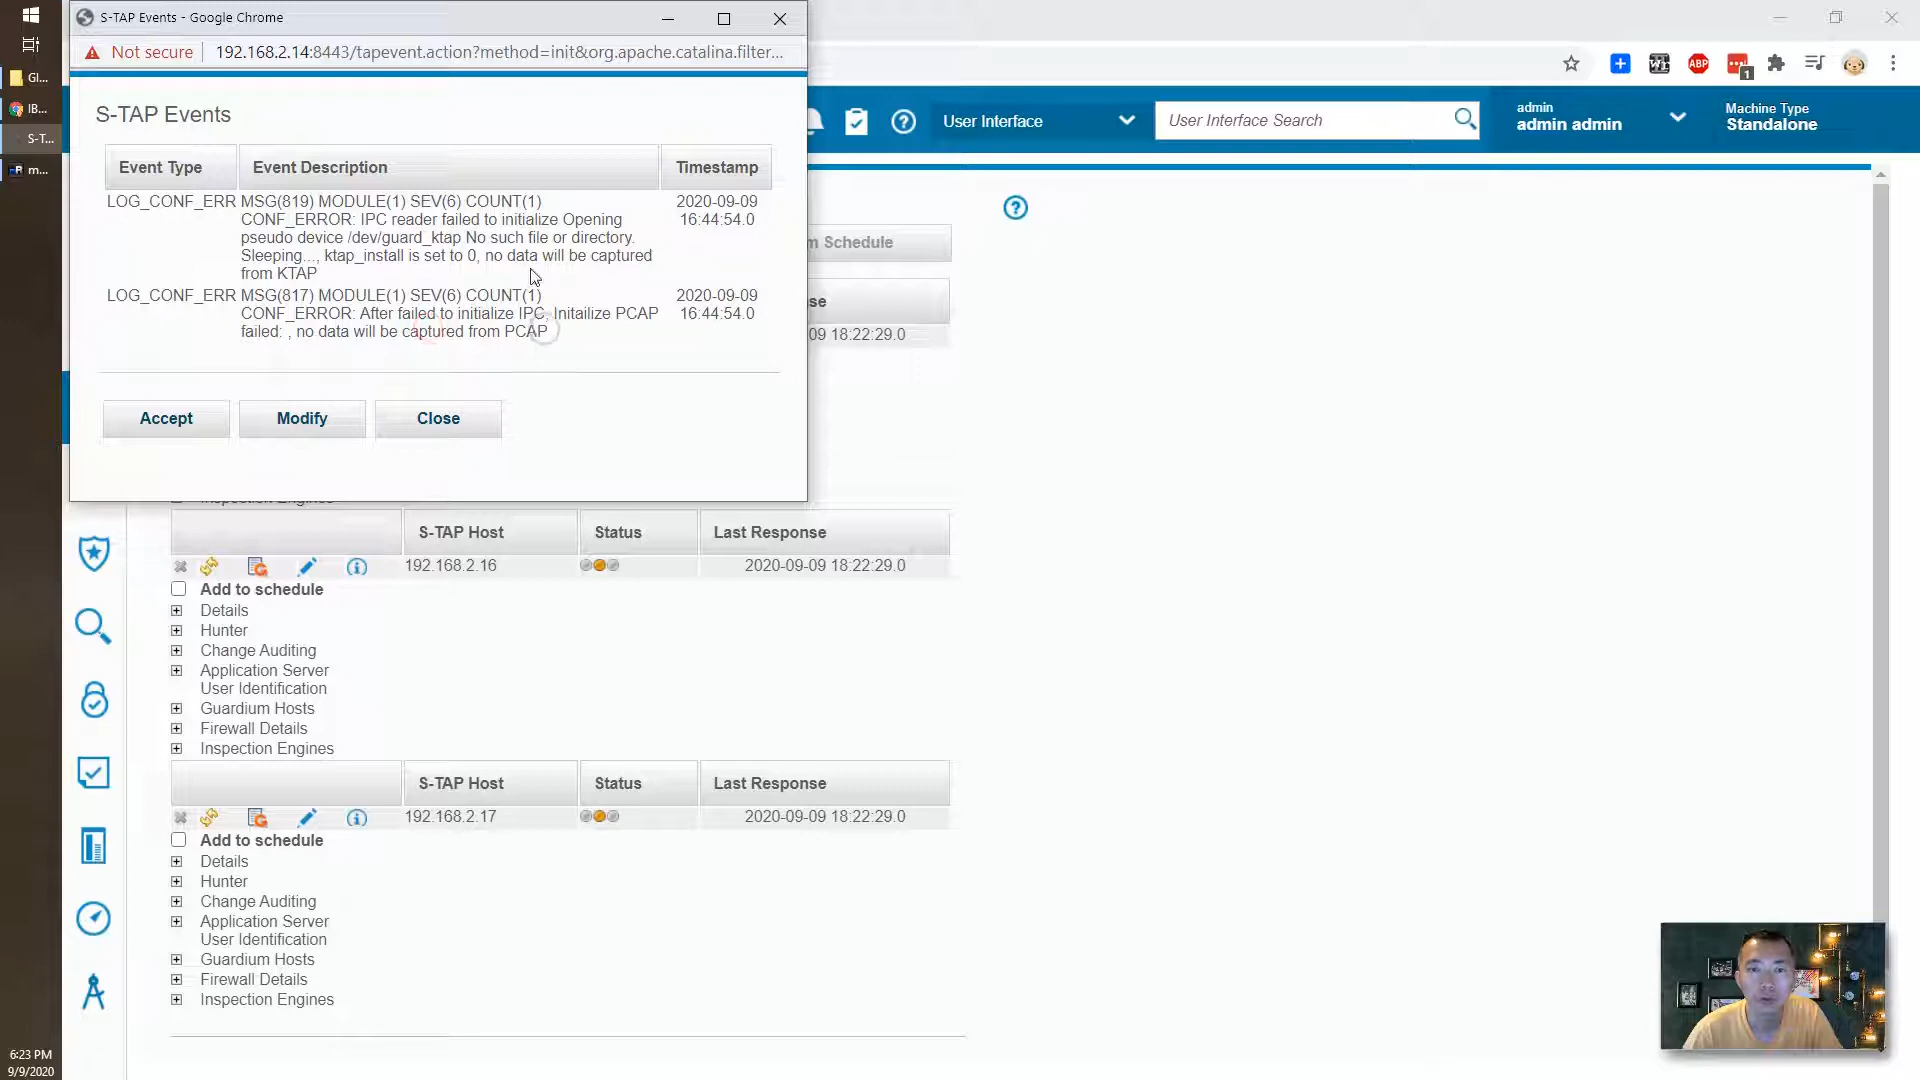 S-TAP Events - Google Chrome
Not secure
192.168.2.14:8443/tapevent.action?method=init&org.apache.catalina.filter...
GI...
IB...
S-T...
m...
ABP
1
User Interface
User Interface Search
admin
admin admin
Machine Type
Standalone
S-TAP Events
Event Type
Event Description
Timestamp
LOG_CONF_ERR
MSG(819) MODULE(1) SEV(6) COUNT(1)
CONF_ERROR: IPC reader failed to initialize Opening
pseudo device /dev/guard_ktap No such file or directory.
Sleeping..., ktap_install is set to 0, no data will be captured
from KTAP
2020-09-09
16:44:54.0
LOG_CONF_ERR
MSG(817) MODULE(1) SEV(6) COUNT(1)
CONF_ERROR: After failed to initialize IPC, Initailize PCAP
failed: , no data will be captured from PCAP
2020-09-09
16:44:54.0
Accept
Modify
Close
Schedule
se
09 18:22:29.0
Inspection Engines
S-TAP Host
Status
Last Response
192.168.2.16
2020-09-09 18:22:29.0
Add to schedule
Details
Hunter
Change Auditing
Application Server
User Identification
Guardium Hosts
Firewall Details
Inspection Engines
S-TAP Host
Status
Last Response
192.168.2.17
2020-09-09 18:22:29.0
Add to schedule
Details
Hunter
Change Auditing
Application Server
User Identification
Guardium Hosts
Firewall Details
Inspection Engines
6:23 PM
9/9/2020